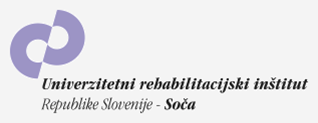 Univerzitetni rehabilitacijski inštitut
Republike Slovenije - Soča